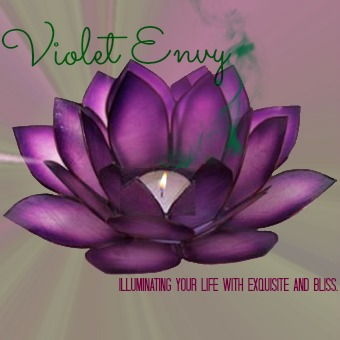 Violet Envy
ILLUMINATING YOUR LIFE WITH EXQUISITE AND BLISS.